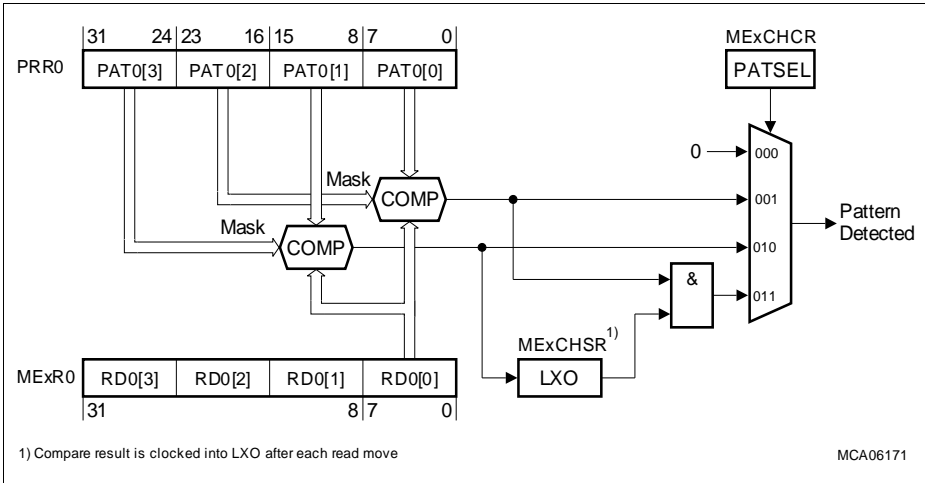 31 24 23 16 15 8 7 0
PRR0 PAT0[3] PAT0[2] PAT0[1] PAT0[0]
MExCHCR
PATSEL
0 000
Mask COMP 001
Mask COMP 010
Pattern
Detected
& 011
MExCHSR 1)
LXO
MExR0 RD0[3] RD0[2] RD0[1] RD0[0]
31 8 7 0
1) Compare result is clocked into LXO after each read move
MCA06171